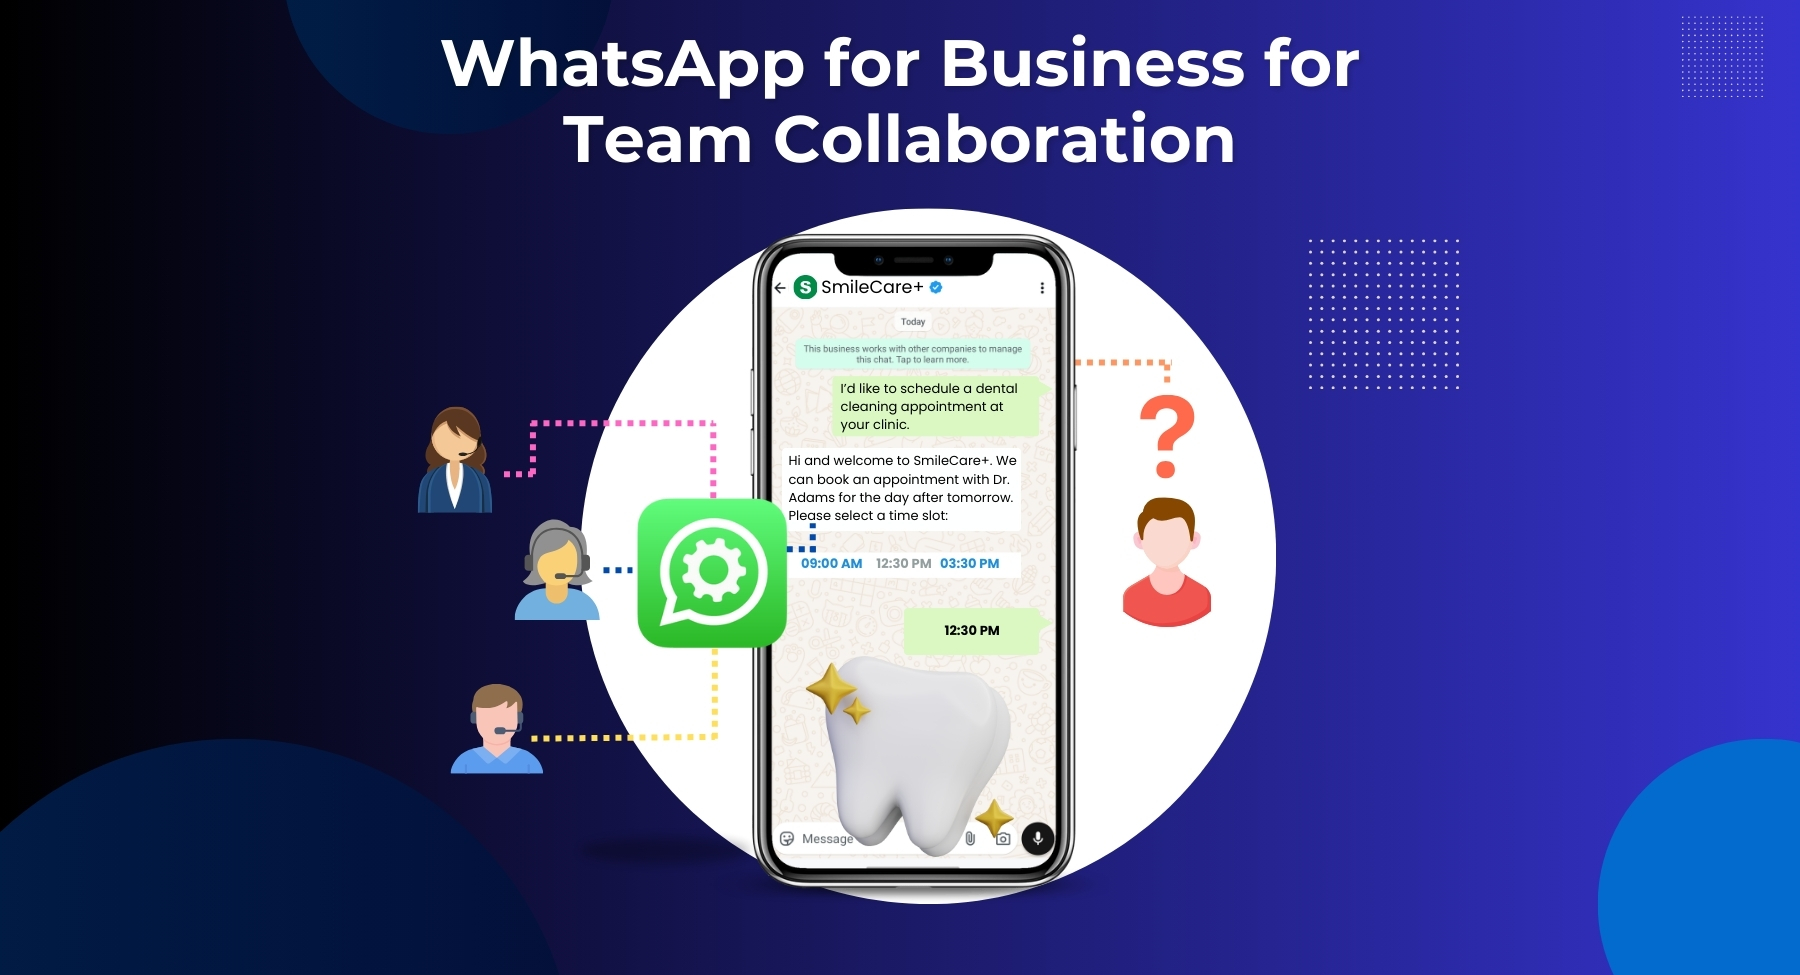 WhatsApp for Business for
Team Collaboration
S SmileCare+
Today
This business works with other companies to manage
this chat. Tap to learn more.
I'd like to schedule a dental
cleaning appointment at
your clinic.
Hi and welcome to SmileCare+. We
can book an appointment with Dr.
Adams for the day after tomorrow.
Please select a time slot:
09:00 AM 12:30 PM 03:30 PM
12:30 PM
?
Message